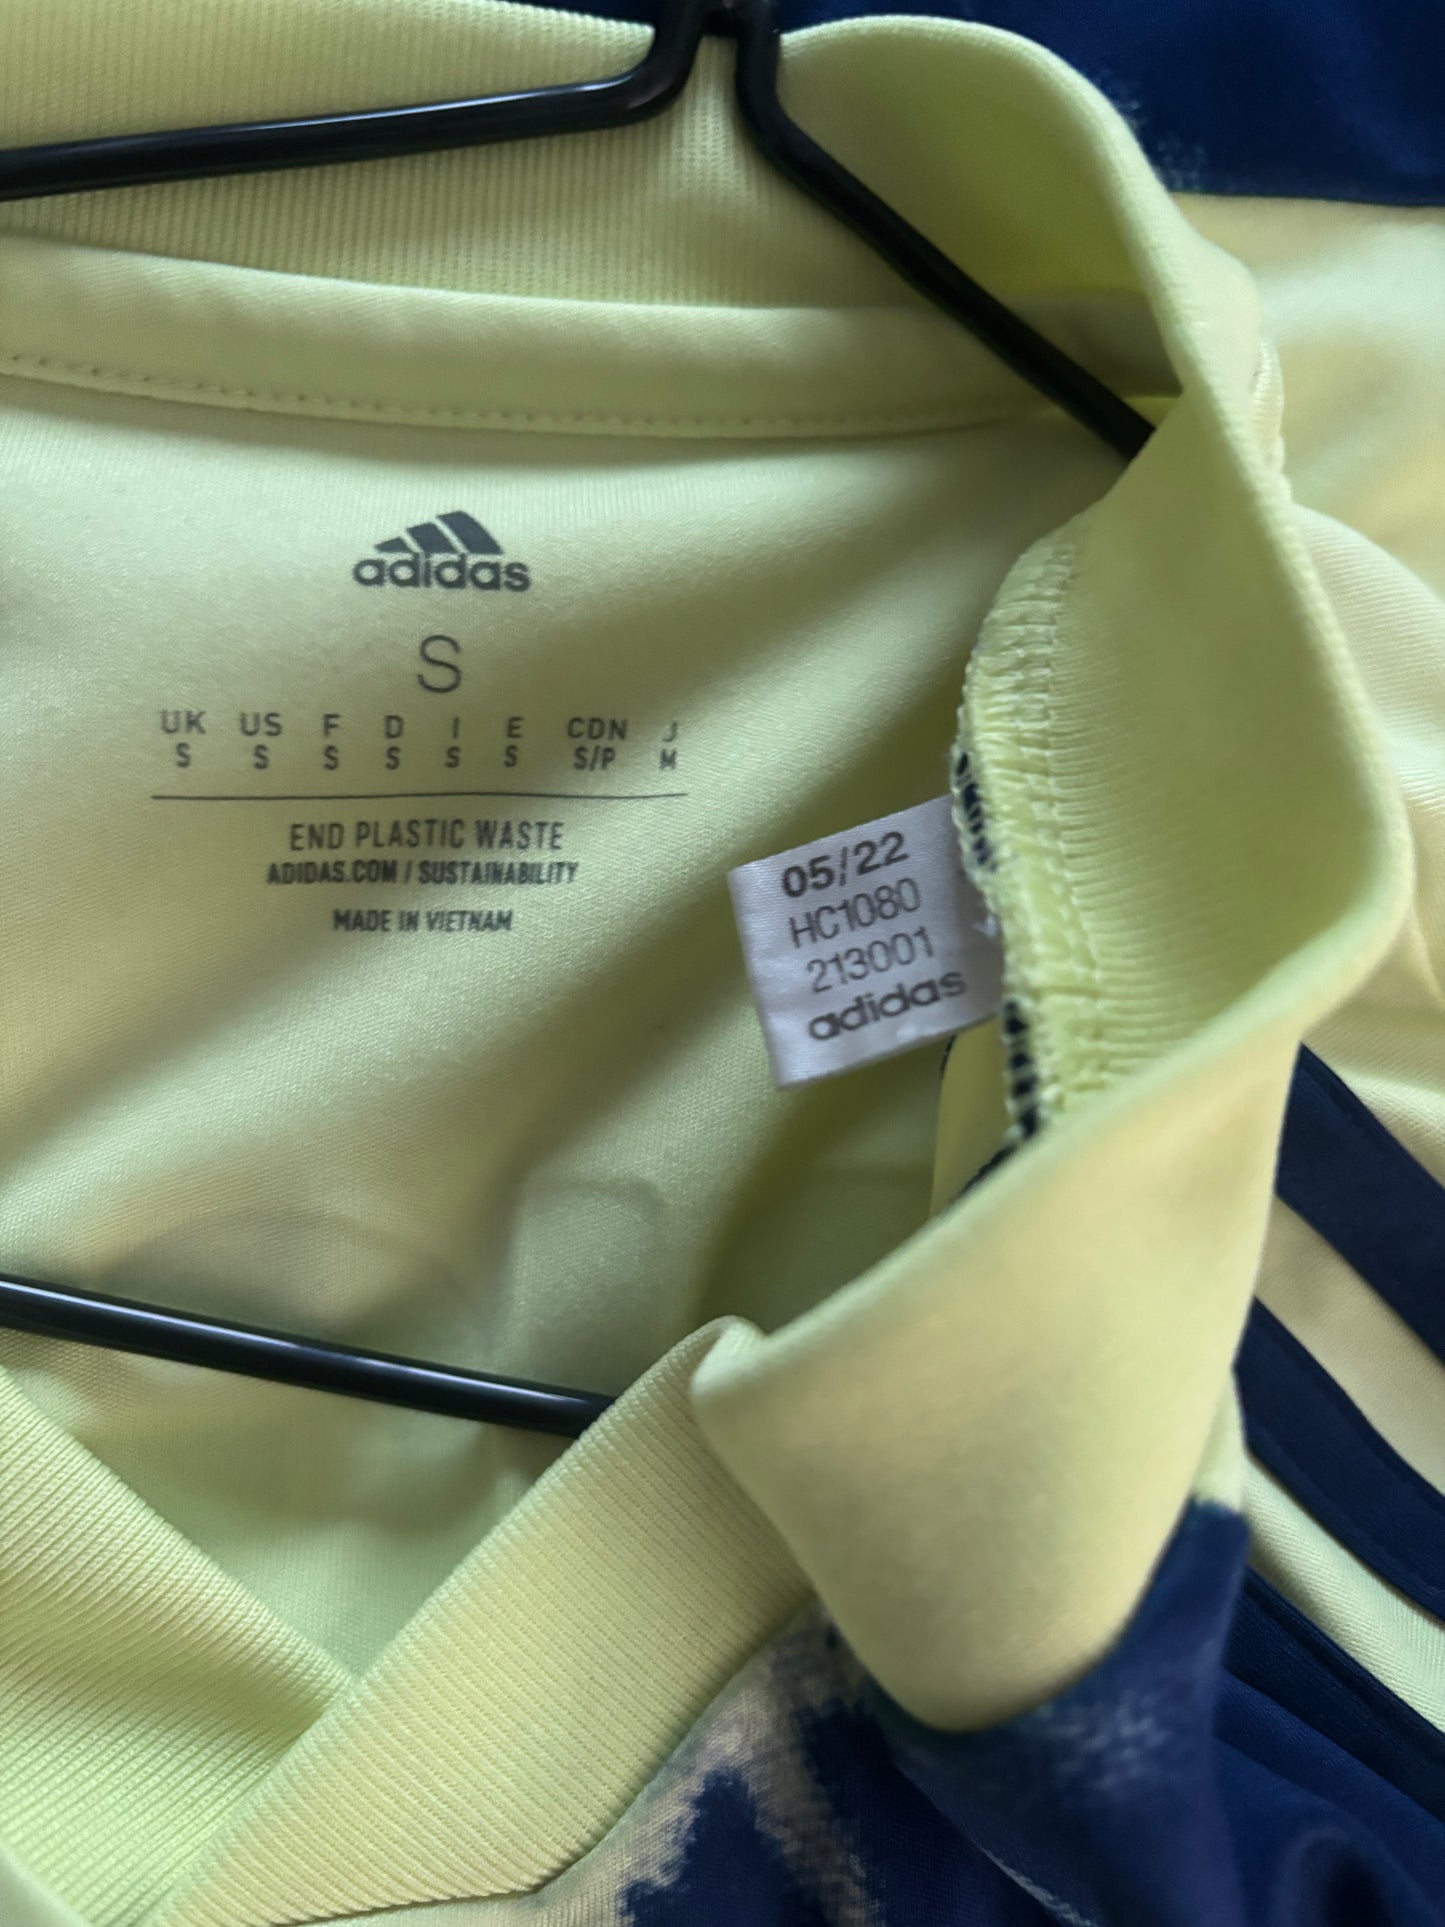 adidas
S
UK US F D I E CDN J
S S S S S S S/P M
END PLASTIC WASTE
ADIDAS.COM / SUSTAINABILITY
MADE IN VIETNAM
05/22
HC1080
213001
adidas